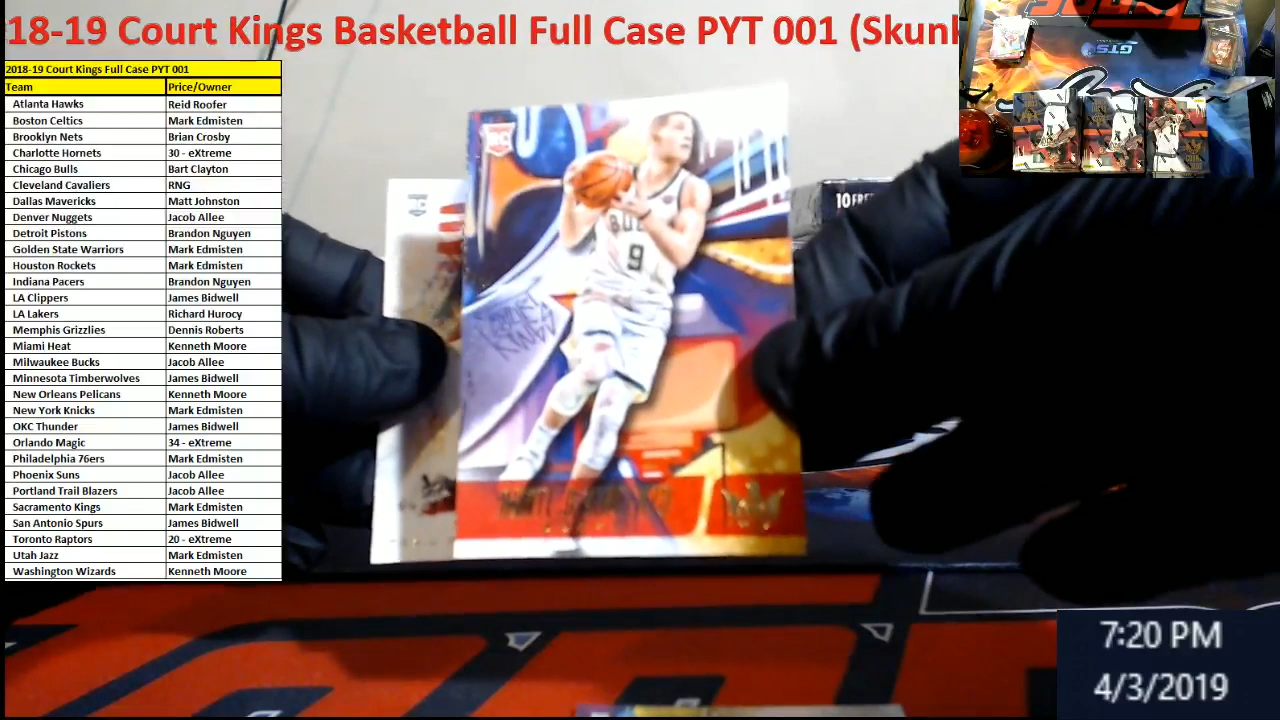 18-19 Court Kings Basketball Full Case PYT 001 (Skunk
2018-19 Court Kings Full Case PYT 001
Team Price/Owner
Atlanta Hawks Reid Roofer
Boston Celtics Mark Edmisten
Brooklyn Nets Brian Crosby
Charlotte Hornets 30 - eXtreme
Chicago Bulls Bart Clayton
Cleveland Cavaliers RNG
Dallas Mavericks Matt Johnston
Denver Nuggets Jacob Allee
Detroit Pistons Brandon Nguyen
Golden State Warriors Mark Edmisten
Houston Rockets Mark Edmisten
Indiana Pacers Brandon Nguyen
LA Clippers James Bidwell
LA Lakers Richard Hurocy
Memphis Grizzlies Dennis Roberts
Miami Heat Kenneth Moore
Milwaukee Bucks Jacob Allee
Minnesota Timberwolves James Bidwell
New Orleans Pelicans Kenneth Moore
New York Knicks Mark Edmisten
OKC Thunder James Bidwell
Orlando Magic 34 - eXtreme
Philadelphia 76ers Mark Edmisten
Phoenix Suns Jacob Allee
Portland Trail Blazers Jacob Allee
Sacramento Kings Mark Edmisten
San Antonio Spurs James Bidwell
Toronto Raptors 20 - eXtreme
Utah Jazz Mark Edmisten
Washington Wizards Kenneth Moore
RC
RC
9
COURT
KINGS
GTS
7:20 PM
4/3/2019